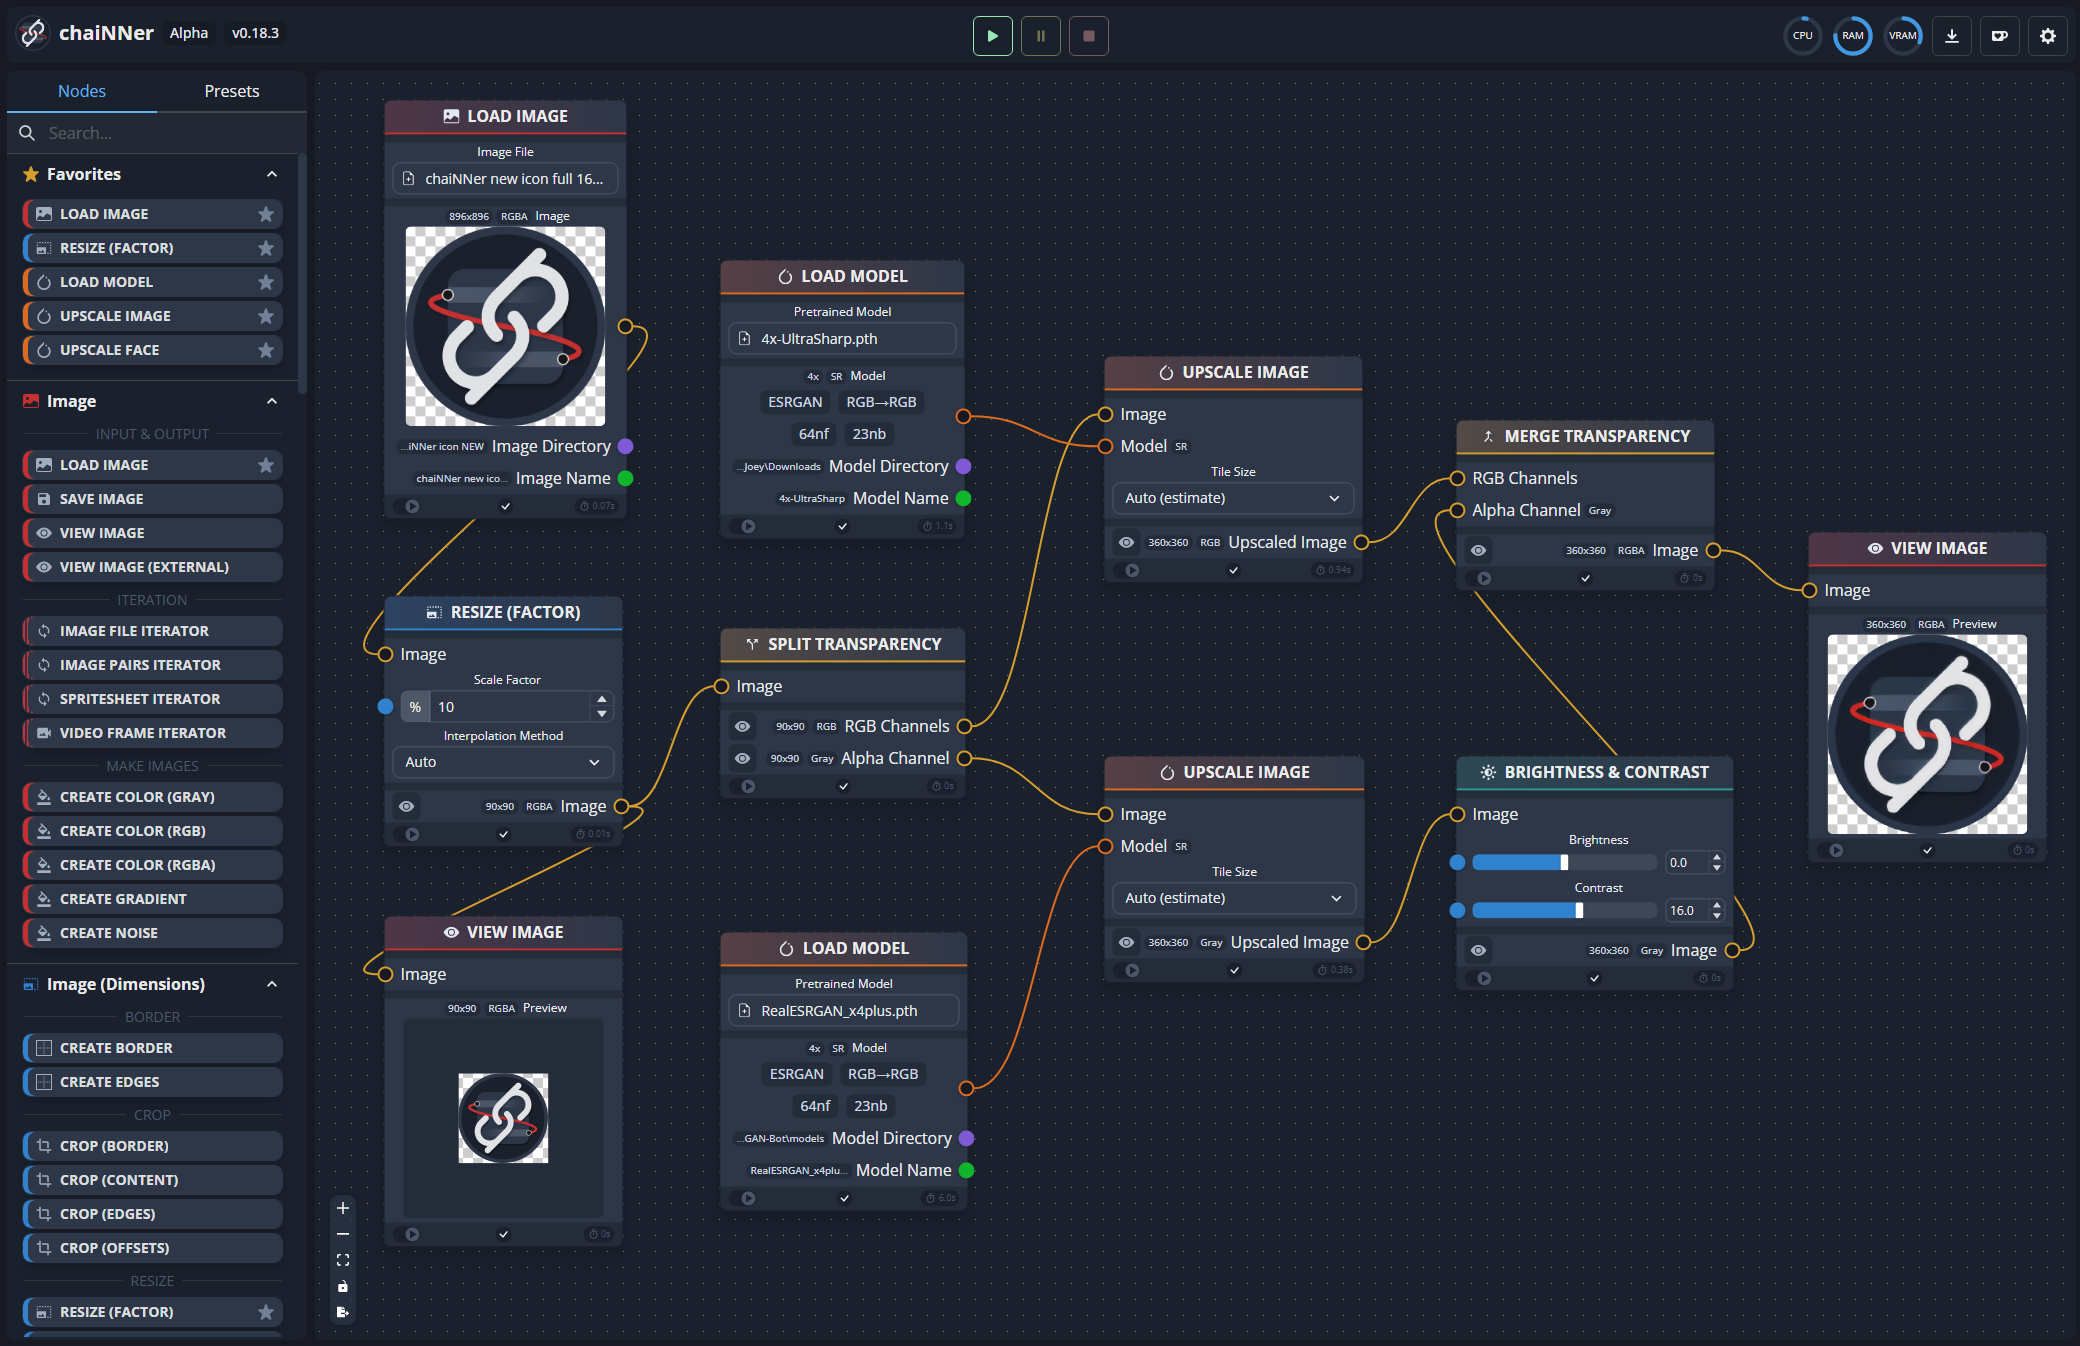 chaiNNer Alpha v0.18.3
CPU RAM VRAM
Nodes Presets
Search...
Favorites
LOAD IMAGE
RESIZE (FACTOR)
LOAD MODEL
UPSCALE IMAGE
UPSCALE FACE
Image
INPUT & OUTPUT
LOAD IMAGE
SAVE IMAGE
VIEW IMAGE
VIEW IMAGE (EXTERNAL)
ITERATION
IMAGE FILE ITERATOR
IMAGE PAIRS ITERATOR
SPRITESHEET ITERATOR
VIDEO FRAME ITERATOR
MAKE IMAGES
CREATE COLOR (GRAY)
CREATE COLOR (RGB)
CREATE COLOR (RGBA)
CREATE GRADIENT
CREATE NOISE
Image (Dimensions)
BORDER
CREATE BORDER
CREATE EDGES
CROP
CROP (BORDER)
CROP (CONTENT)
CROP (EDGES)
CROP (OFFSETS)
RESIZE
RESIZE (FACTOR)
LOAD IMAGE
Image File
chaiNNer new icon full 16...
896x896 RGBA Image
...iNNer icon NEW Image Directory
chaiNNer new ico... Image Name
0.07s
RESIZE (FACTOR)
Image
Scale Factor
% 10
Interpolation Method
Auto
90x90 RGBA Image
0.01s
VIEW IMAGE
Image
90x90 RGBA Preview
0s
LOAD MODEL
Pretrained Model
4x-UltraSharp.pth
4x SR Model
ESRGAN RGB→RGB
64nf 23nb
...Joey\Downloads Model Directory
4x-UltraSharp Model Name
1.1s
SPLIT TRANSPARENCY
Image
90x90 RGB RGB Channels
90x90 Gray Alpha Channel
0s
LOAD MODEL
Pretrained Model
RealESRGAN_x4plus.pth
4x SR Model
ESRGAN RGB→RGB
64nf 23nb
...GAN-Bot\models Model Directory
RealESRGAN_x4plu... Model Name
6.0s
UPSCALE IMAGE
Image
Model SR
Tile Size
Auto (estimate)
360x360 RGB Upscaled Image
0.94s
UPSCALE IMAGE
Image
Model SR
Tile Size
Auto (estimate)
360x360 Gray Upscaled Image
0.38s
MERGE TRANSPARENCY
RGB Channels
Alpha Channel Gray
360x360 RGBA Image
0s
BRIGHTNESS & CONTRAST
Image
Brightness
0.0
Contrast
16.0
360x360 Gray Image
0s
VIEW IMAGE
Image
360x360 RGBA Preview
0s